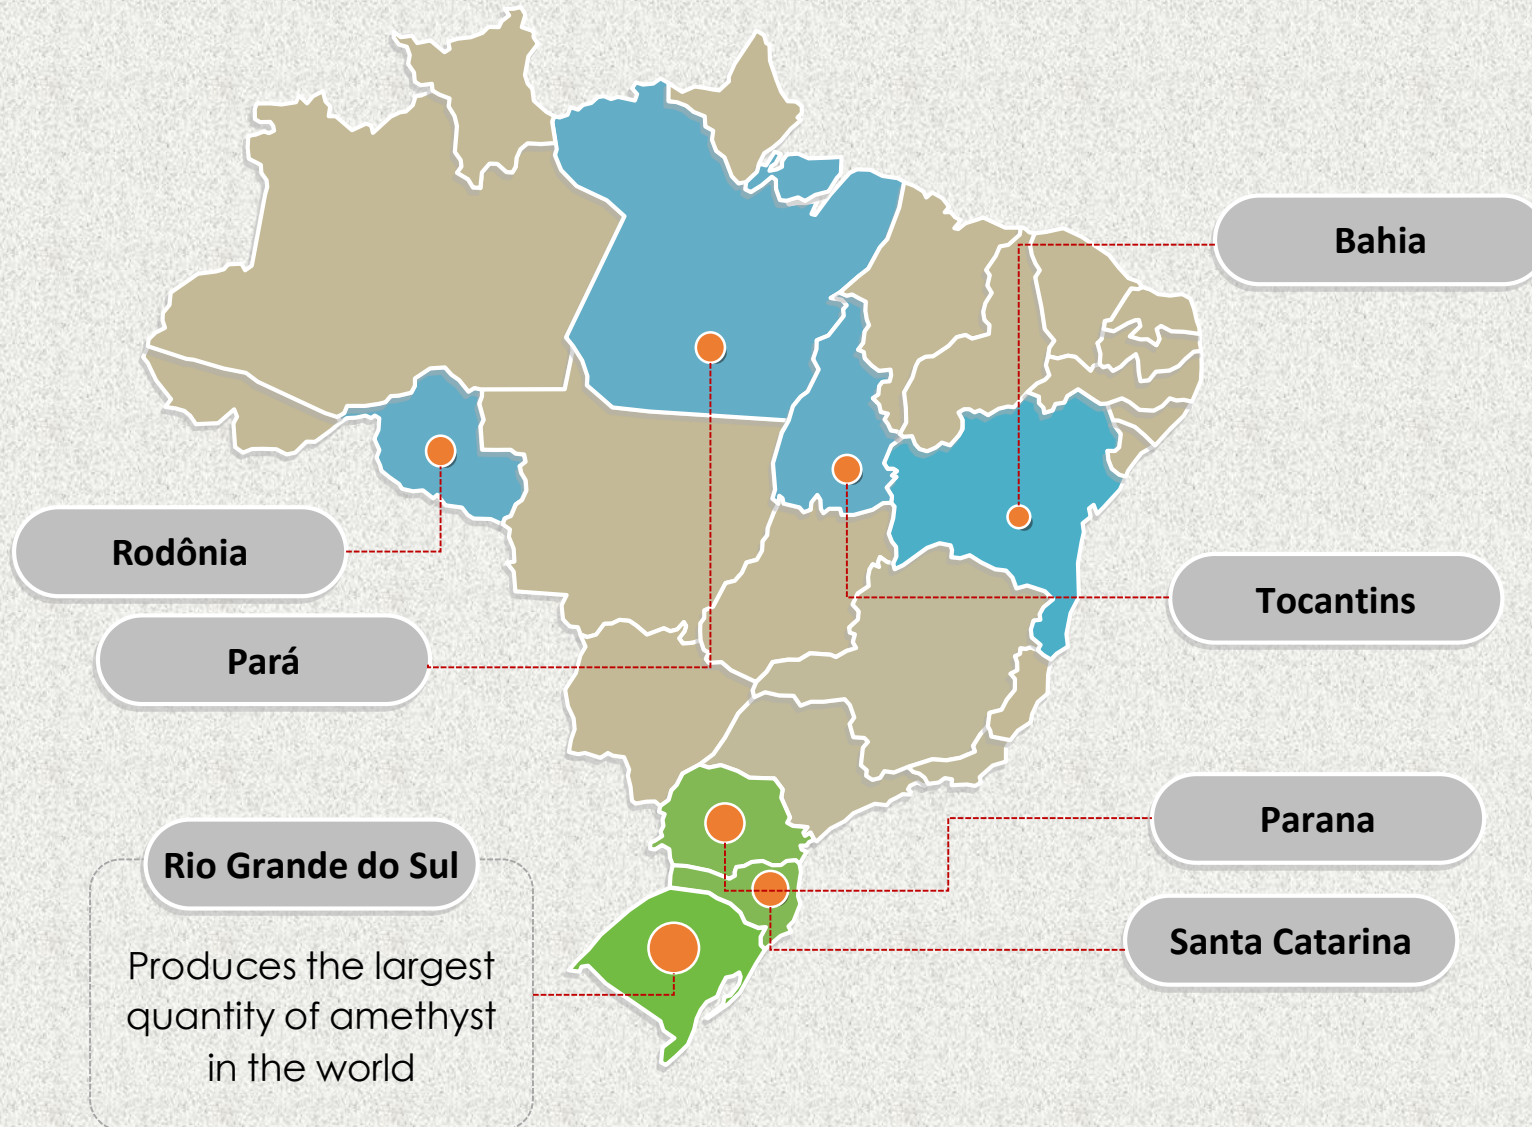 Bahia
Rodônia
Tocantins
Pará
Parana
Rio Grande do Sul
Santa Catarina
Produces the largest
quantity of amethyst
in the world